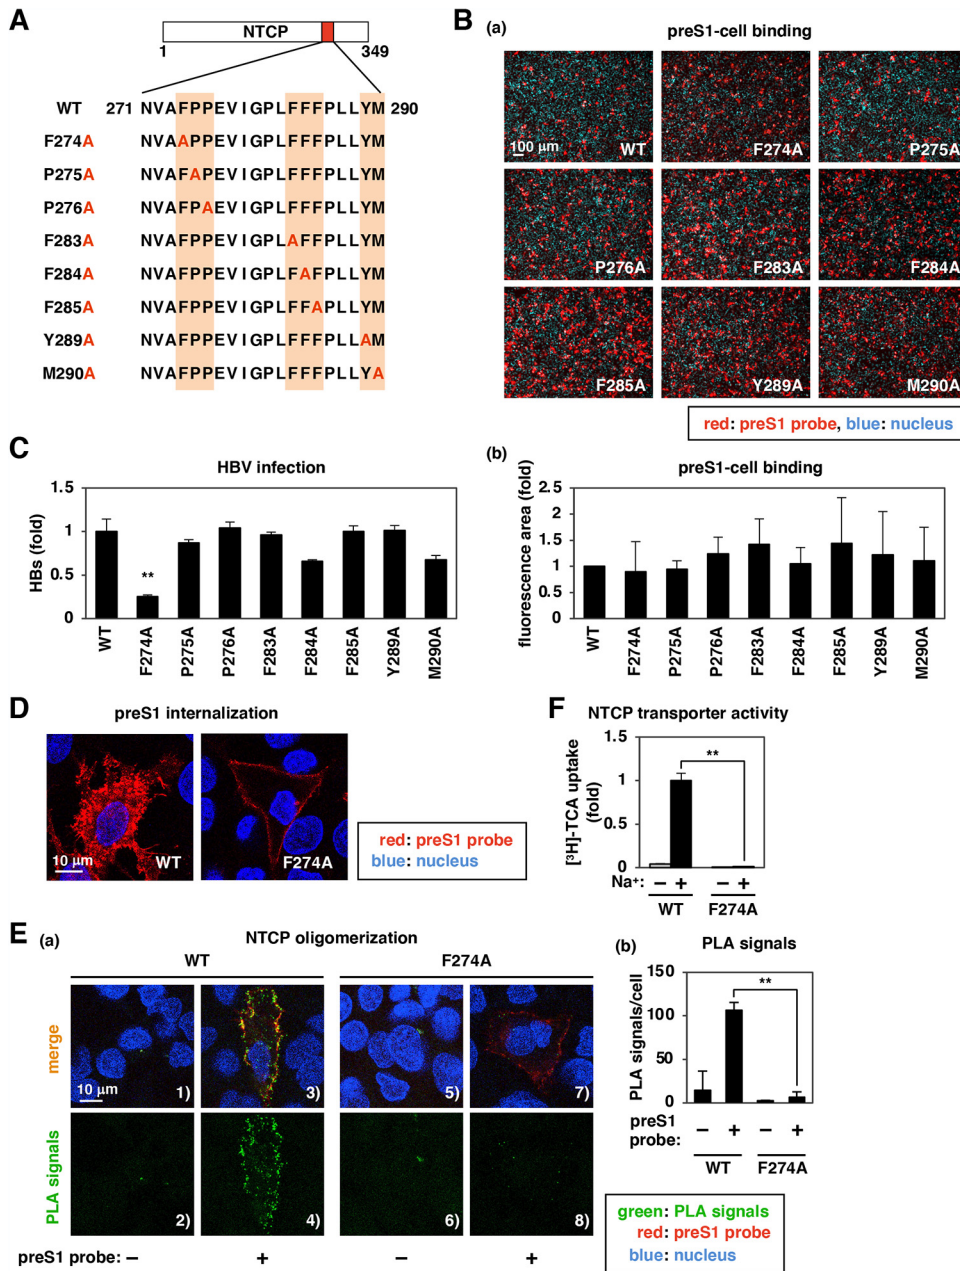 A
NTCP
1 349
WT 271 NVAFPPEVIGPLFFFPLLYM 290
F274A NVAAPPEVIGPLFFFPLLYM
P275A NVAFAPEVIGPLFFFPLLYM
P276A NVAFPAEVIGPLFFFPLLYM
F283A NVAFPPEVIGPLAFFPLLYM
F284A NVAFPPEVIGPLFAFPLLYM
F285A NVAFPPEVIGPLFFAPLLYM
Y289A NVAFPPEVIGPLFFFPLLAM
M290A NVAFPPEVIGPLFFFPLLYA
B (a) preS1-cell binding
100 μm WT F274A P275A
P276A F283A F284A
F285A Y289A M290A
red: preS1 probe, blue: nucleus
C
HBV infection
HBs (fold)
1.5
1
0.5
0
**
WT F274A P275A P276A F283A F284A F285A Y289A M290A
(b) preS1-cell binding
fluorescence area (fold)
2.5
2.0
1.5
1.0
0.5
0
WT F274A P275A P276A F283A F284A F285A Y289A M290A
D
preS1 internalization
10 μm WT F274A
red: preS1 probe
blue: nucleus
F
NTCP transporter activity
[³H]-TCA uptake (fold)
1.5
1
0.5
0
**
Na⁺: − + − +
WT F274A
E (a) NTCP oligomerization
WT F274A
merge
10 μm 1) 3) 5) 7)
PLA signals
2) 4) 6) 8)
preS1 probe: − + − +
(b) PLA signals
PLA signals/cell
150
100
50
0
**
preS1 probe: − + − +
WT F274A
green: PLA signals
red: preS1 probe
blue: nucleus